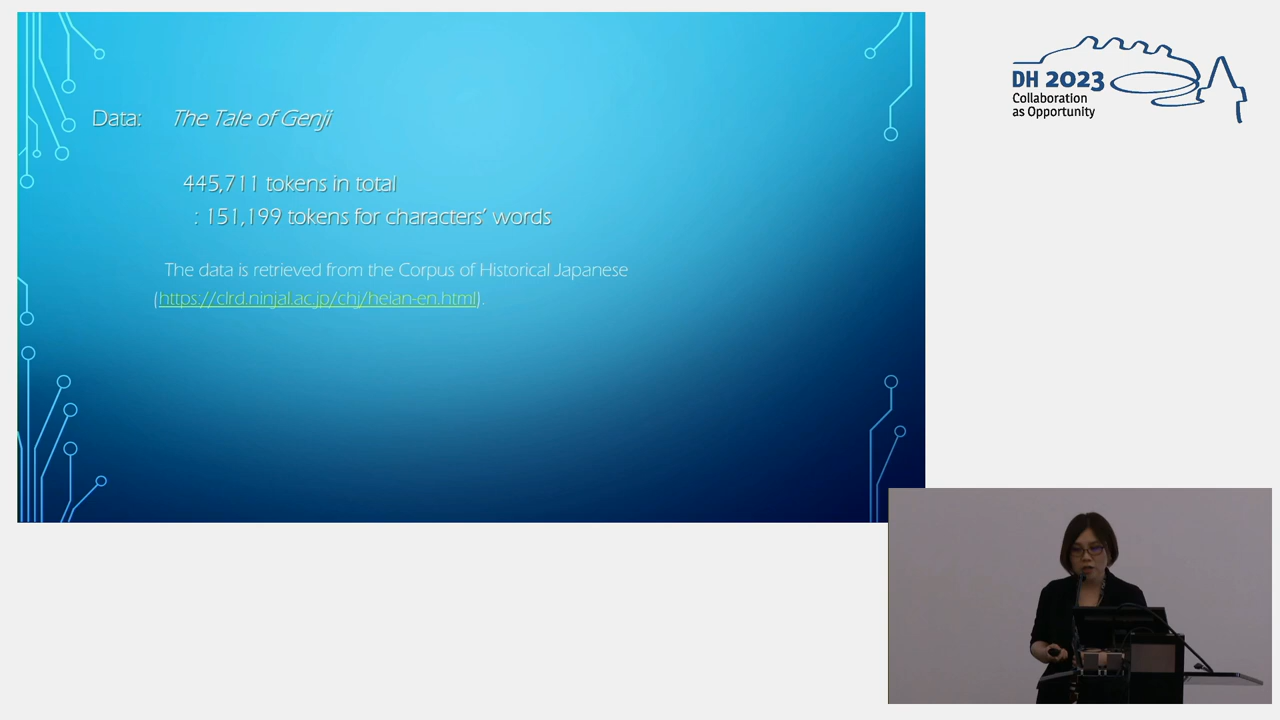 Data: The Tale of Genji
445,711 tokens in total
: 151,199 tokens for characters' words
The data is retrieved from the Corpus of Historical Japanese
(https://clrd.ninjal.ac.jp/chj/heian-en.html).
DH 2023
Collaboration
as Opportunity